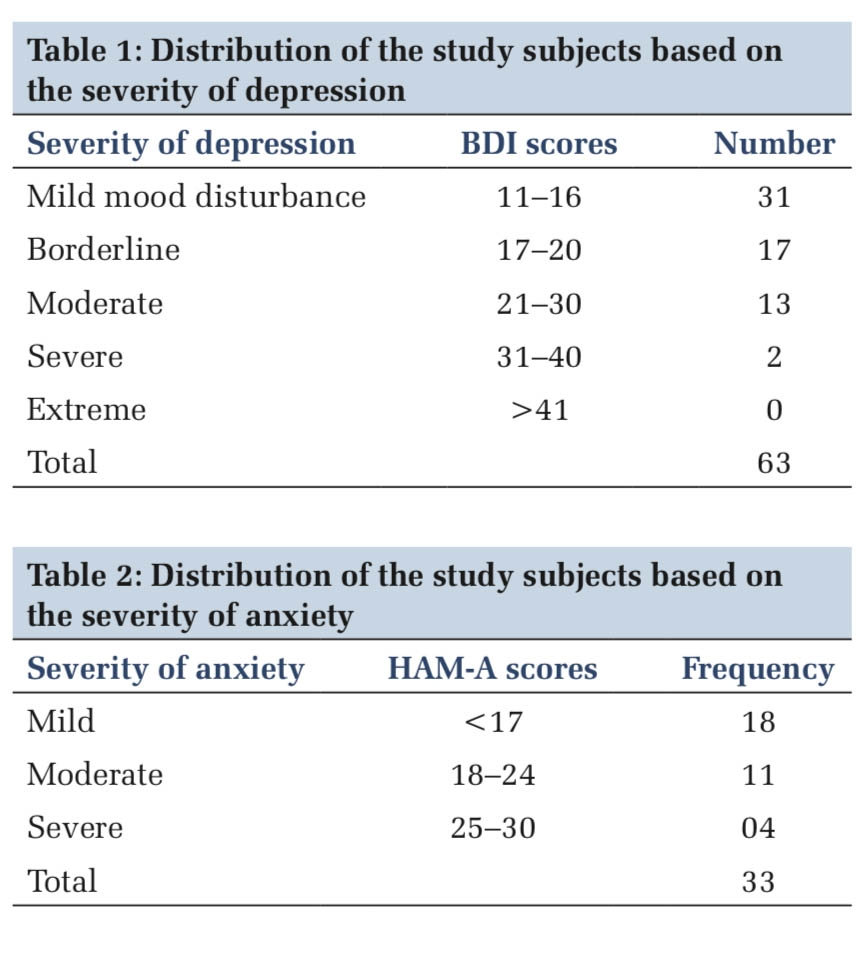 Table 1: Distribution of the study subjects based on
the severity of depression
Severity of depression BDI scores Number
Mild mood disturbance 11–16 31
Borderline 17–20 17
Moderate 21–30 13
Severe 31–40 2
Extreme >41 0
Total 63
Table 2: Distribution of the study subjects based on
the severity of anxiety
Severity of anxiety HAM-A scores Frequency
Mild <17 18
Moderate 18–24 11
Severe 25–30 04
Total 33